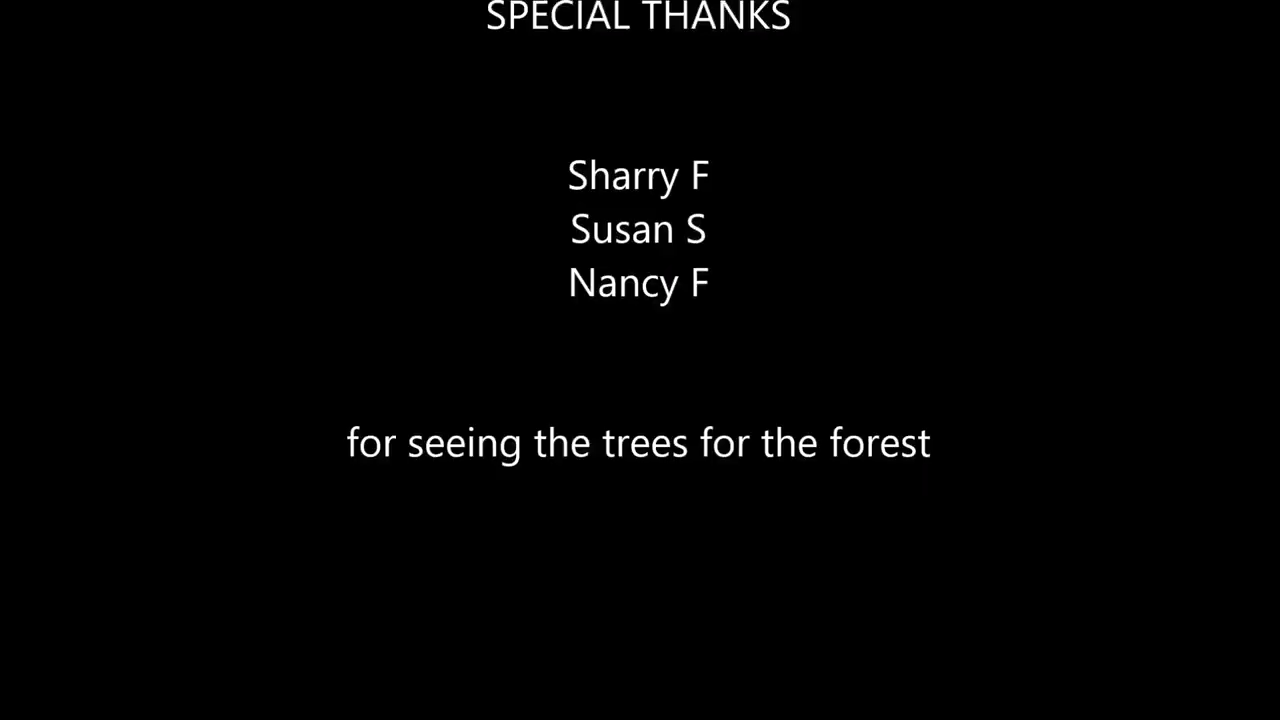 SPECIAL THANKS
Sharry F
Susan S
Nancy F
for seeing the trees for the forest